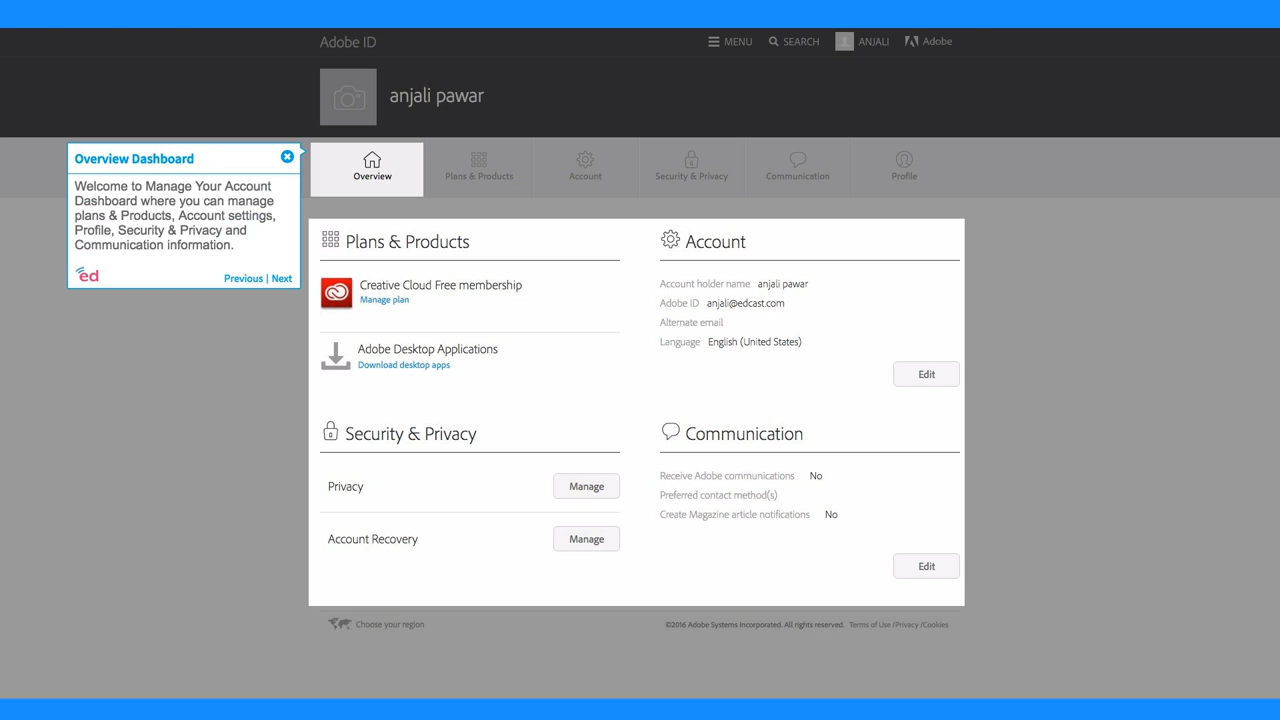 Adobe ID
MENU
SEARCH
ANJALI
Adobe
anjali pawar
Overview Dashboard
Welcome to Manage Your Account
Dashboard where you can manage
plans & Products, Account settings,
Profile, Security & Privacy and
Communication information.
ed
Previous | Next
Overview
Plans & Products
Account
Security & Privacy
Communication
Profile
Plans & Products
Creative Cloud Free membership
Manage plan
Adobe Desktop Applications
Download desktop apps
Account
Account holder name anjali pawar
Adobe ID anjali@edcast.com
Alternate email
Language English (United States)
Edit
Security & Privacy
Privacy
Manage
Account Recovery
Manage
Communication
Receive Adobe communications No
Preferred contact method(s)
Create Magazine article notifications No
Edit
Choose your region
©2016 Adobe Systems Incorporated. All rights reserved. Terms of Use /Privacy /Cookies